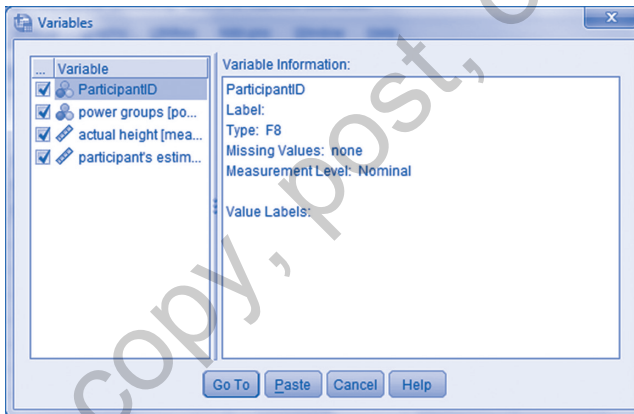 Variables
... Variable
ParticipantID
power groups [po...
actual height [mea...
participant's estim...
Variable Information:
ParticipantID
Label:
Type: F8
Missing Values: none
Measurement Level: Nominal
Value Labels:
Go To Paste Cancel Help
copy, post,